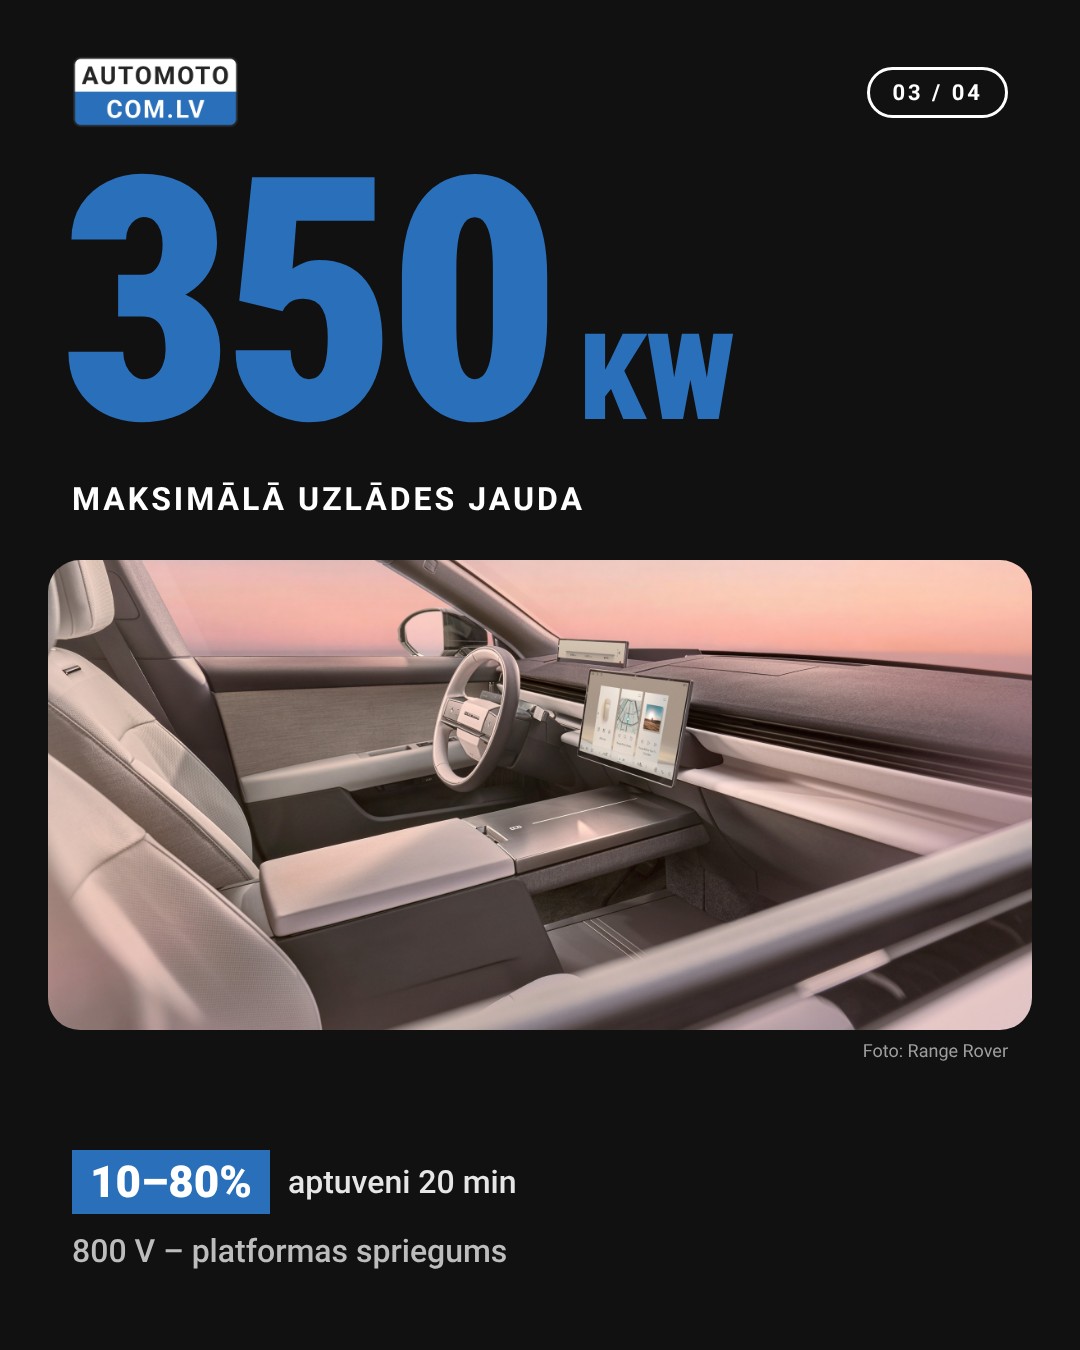 AUTOMOTO
COM.LV
03 / 04
350 KW
MAKSIMĀLĀ UZLĀDES JAUDA
Foto: Range Rover
10–80% aptuveni 20 min
800 V – platformas spriegums